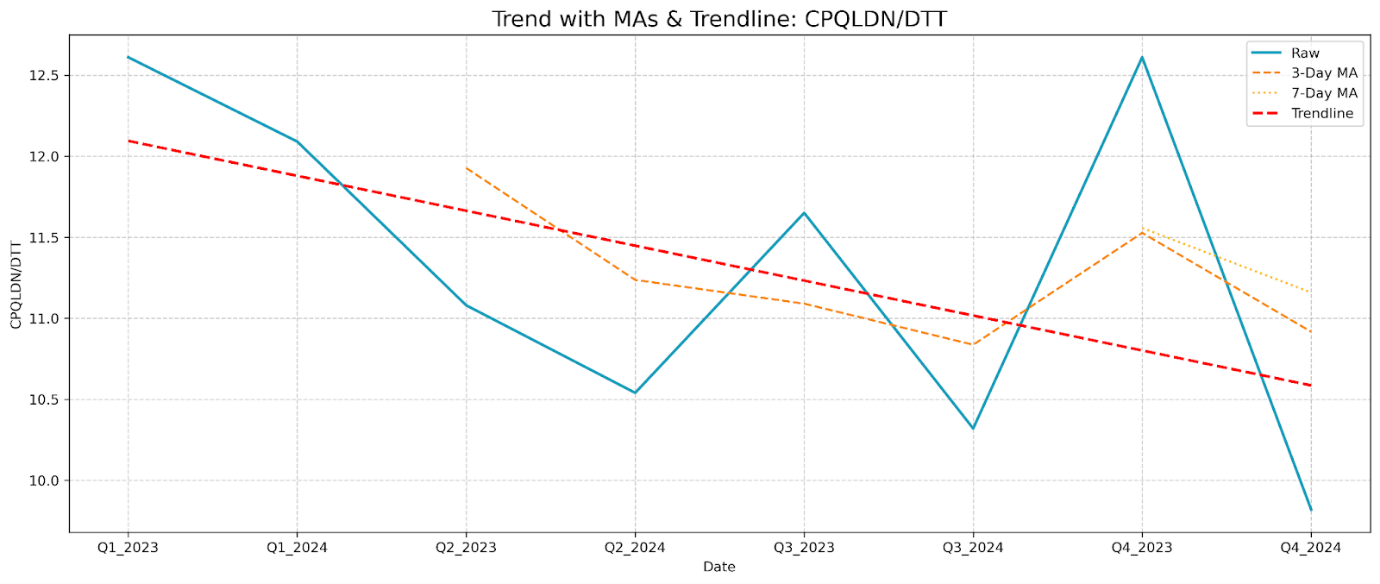 Trend with MAs & Trendline: CPQLDN/DTT
Raw
3-Day MA
7-Day MA
Trendline
CPQLDN/DTT
12.5
12.0
11.5
11.0
10.5
10.0
Q1_2023 Q1_2024 Q2_2023 Q2_2024 Q3_2023 Q3_2024 Q4_2023 Q4_2024
Date